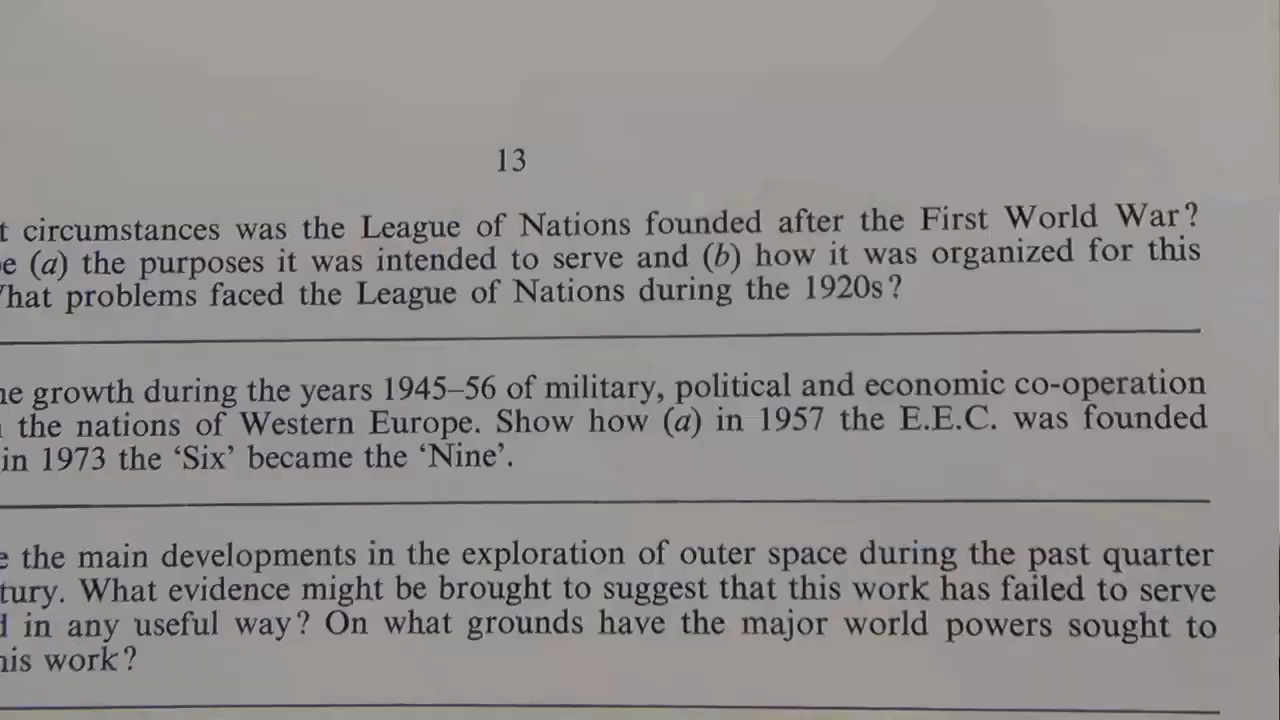 13
circumstances was the League of Nations founded after the First World War?
(a) the purposes it was intended to serve and (b) how it was organized for this
hat problems faced the League of Nations during the 1920s?
growth during the years 1945–56 of military, political and economic co-operation
the nations of Western Europe. Show how (a) in 1957 the E.E.C. was founded
in 1973 the ‘Six’ became the ‘Nine’.
the main developments in the exploration of outer space during the past quarter
tury. What evidence might be brought to suggest that this work has failed to serve
in any useful way? On what grounds have the major world powers sought to
his work?